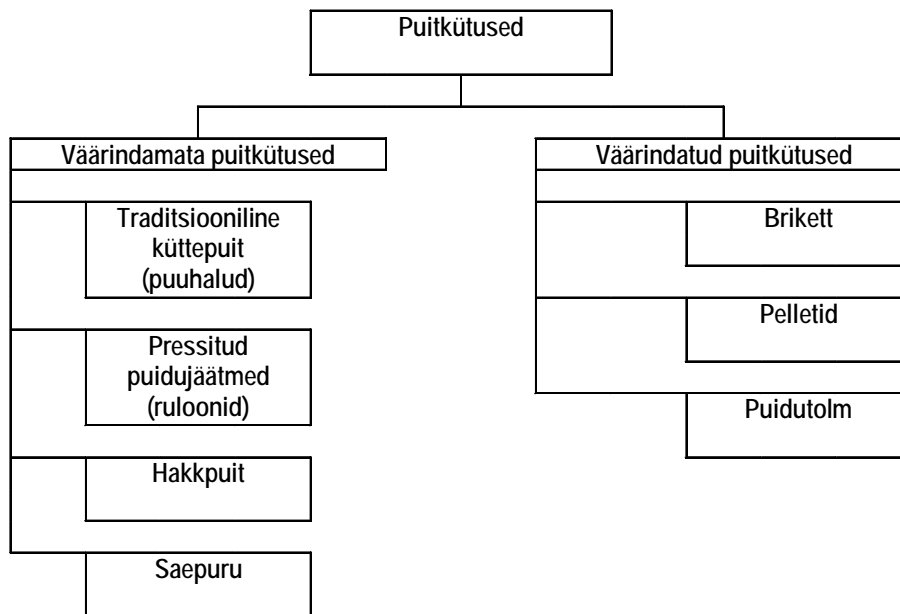 Puitkütused
Väärindamata puitkütused
Traditsiooniline
küttepuit
(puuhalud)
Pressitud
puidujäätmed
(ruloonid)
Hakkpuit
Saepuru
Väärindatud puitkütused
Brikett
Pelletid
Puidutolm